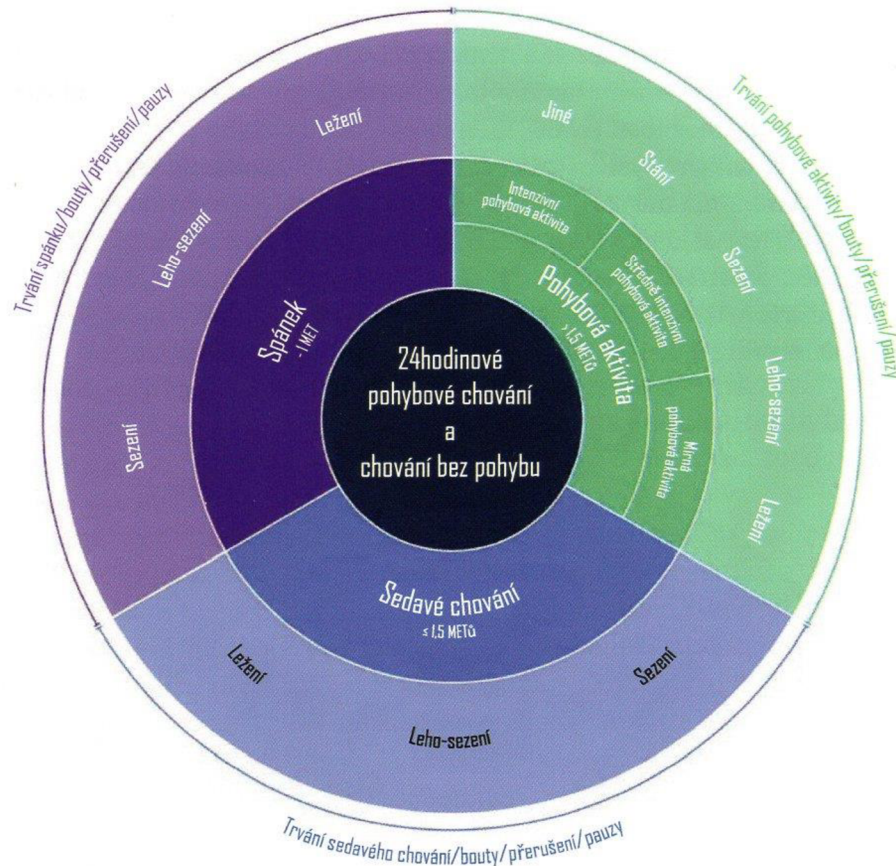 24hodinové
pohybové chování
a
chování bez pohybu
Spánek
~ 1 MET
Ležení
Leho-sezení
Sezení
Trvání spánku/bouty/přerušení/pauzy
Pohybová aktivita
> 1,5 METů
Intenzivní
pohybová aktivita
Středně intenzivní
pohybová aktivita
Mírná
pohybová aktivita
Jiné
Stání
Sezení
Leho-sezení
Ležení
Trvání pohybové aktivity/bouty/přerušení/pauzy
Sedavé chování
≤ 1,5 METů
Ležení
Leho-sezení
Sezení
Trvání sedavého chování/bouty/přerušení/pauzy